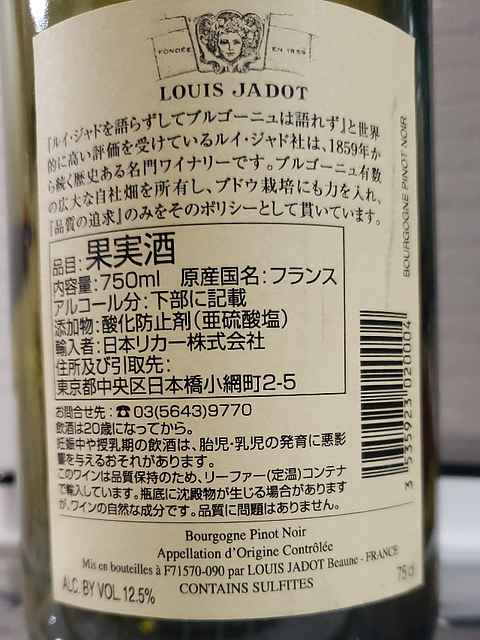 FONDÉE EN 1859
LOUIS JADOT
『ルイ・ジャドを語らずしてブルゴーニュは語れず』と世界
的に高い評価を受けているルイ・ジャド社は、1859年か
ら続く歴史ある名門ワイナリーです。ブルゴーニュ有数
の広大な自社畑を所有し、ブドウ栽培にも力を入れ、
『品質の追求』のみをそのポリシーとして貫いています。
品目:果実酒
内容量:750ml 原産国名:フランス
アルコール分:下部に記載
添加物:酸化防止剤(亜硫酸塩)
輸入者:日本リカー株式会社
住所及び引取先:
東京都中央区日本橋小網町2-5
お問合せ先:☎03(5643)9770
飲酒は20歳になってから。
妊娠中や授乳期の飲酒は、胎児・乳児の発育に悪影
響を与えるおそれがあります。
このワインは品質保持のため、リーファー(定温)コンテナ
で輸入しています。瓶底に沈殿物が生じる場合があります
が、ワインの自然な成分です。品質に問題はありません。
Bourgogne Pinot Noir
Appellation d'Origine Contrôlée
Mis en bouteilles à F71570-090 par LOUIS JADOT Beaune - FRANCE
ALC. BY VOL. 12.5% CONTAINS SULFITES 75 cl
BOURGOGNE PINOT NOIR
3 535923 020004